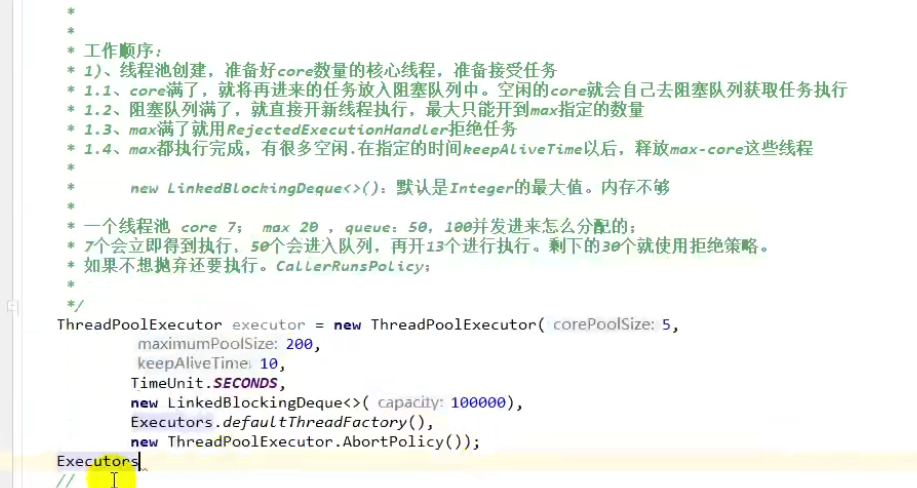 *
*
* 工作顺序：
* 1)、线程池创建，准备好core数量的核心线程，准备接受任务
* 1.1、core满了，就将再进来的任务放入阻塞队列中。空闲的core就会自己去阻塞队列获取任务执行
* 1.2、阻塞队列满了，就直接开新线程执行，最大只能开到max指定的数量
* 1.3、max满了就用RejectedExecutionHandler拒绝任务
* 1.4、max都执行完成，有很多空闲.在指定的时间keepAliveTime以后，释放max-core这些线程
*
* new LinkedBlockingDeque<>()：默认是Integer的最大值。内存不够
*
* 一个线程池 core 7； max 20 ，queue：50，100并发进来怎么分配的；
* 7个会立即得到执行，50个会进入队列，再开13个进行执行。剩下的30个就使用拒绝策略。
* 如果不想抛弃还要执行。CallerRunsPolicy；
*
*/
ThreadPoolExecutor executor = new ThreadPoolExecutor( corePoolSize: 5,
maximumPoolSize: 200,
keepAliveTime: 10,
TimeUnit.SECONDS,
new LinkedBlockingDeque<>( capacity: 100000),
Executors.defaultThreadFactory(),
new ThreadPoolExecutor.AbortPolicy());
Executors
//